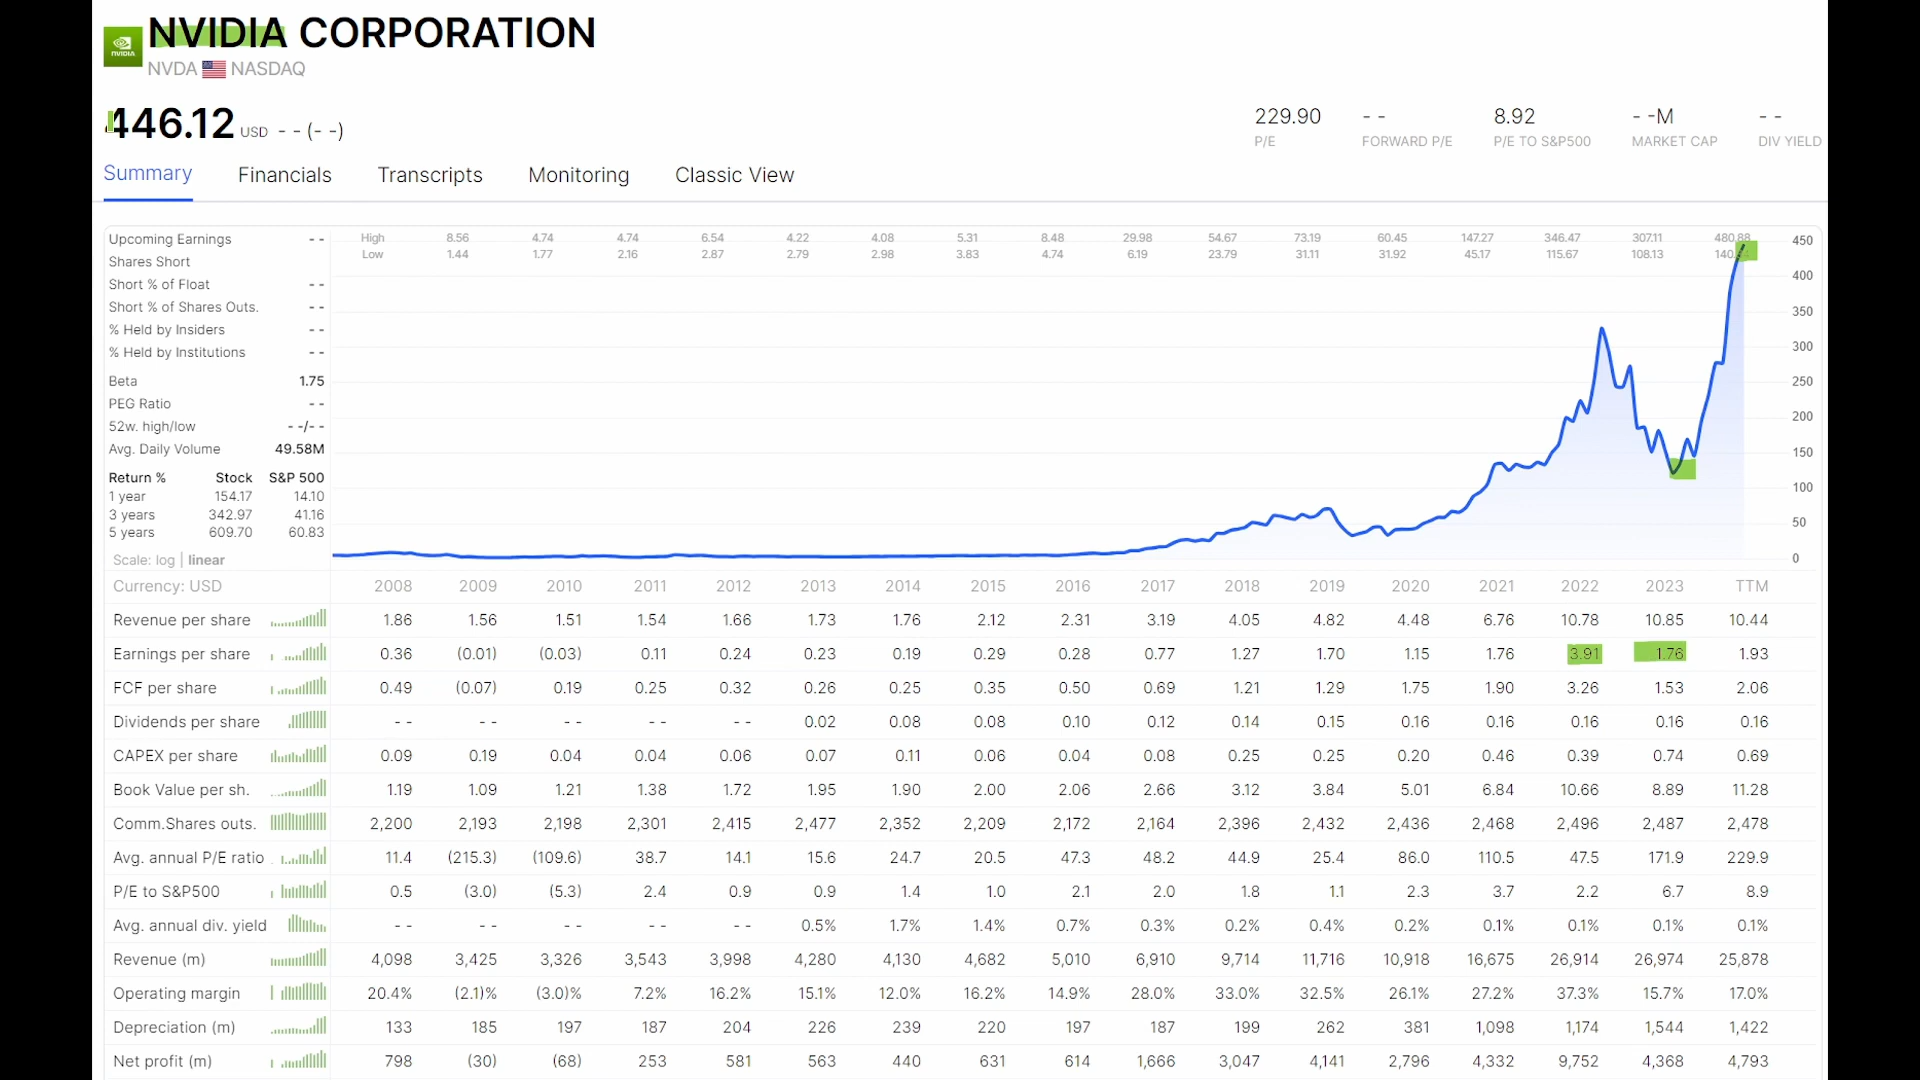 NVIDIA
NVIDIA CORPORATION
NVDA NASDAQ
446.12 USD - - (- -)
229.90 - - 8.92 - -M - -
P/E FORWARD P/E P/E TO S&P500 MARKET CAP DIV YIELD
Summary Financials Transcripts Monitoring Classic View
Upcoming Earnings - -
Shares Short
Short % of Float - -
Short % of Shares Outs. - -
% Held by Insiders - -
% Held by Institutions - -
Beta 1.75
PEG Ratio - -
52w. high/low - -/- -
Avg. Daily Volume 49.58M
Return % Stock S&P 500
1 year 154.17 14.10
3 years 342.97 41.16
5 years 609.70 60.83
Scale: log | linear
High 8.56 4.74 4.74 6.54 4.22 4.08 5.31 8.48 29.98 54.67 73.19 60.45 147.27 346.47 307.11 480.88
Low 1.44 1.77 2.16 2.87 2.79 2.98 3.83 4.74 6.19 23.79 31.11 31.92 45.17 115.67 108.13
450
400
350
300
250
200
150
100
50
0
Currency: USD 2008 2009 2010 2011 2012 2013 2014 2015 2016 2017 2018 2019 2020 2021 2022 2023 TTM
Revenue per share 1.86 1.56 1.51 1.54 1.66 1.73 1.76 2.12 2.31 3.19 4.05 4.82 4.48 6.76 10.78 10.85 10.44
Earnings per share 0.36 (0.01) (0.03) 0.11 0.24 0.23 0.19 0.29 0.28 0.77 1.27 1.70 1.15 1.76 3.91 1.76 1.93
FCF per share 0.49 (0.07) 0.19 0.25 0.32 0.26 0.25 0.35 0.50 0.69 1.21 1.29 1.75 1.90 3.26 1.53 2.06
Dividends per share - - - - - - - - - - 0.02 0.08 0.08 0.10 0.12 0.14 0.15 0.16 0.16 0.16 0.16 0.16
CAPEX per share 0.09 0.19 0.04 0.04 0.06 0.07 0.11 0.06 0.04 0.08 0.25 0.25 0.20 0.46 0.39 0.74 0.69
Book Value per sh. 1.19 1.09 1.21 1.38 1.72 1.95 1.90 2.00 2.06 2.66 3.12 3.84 5.01 6.84 10.66 8.89 11.28
Comm.Shares outs. 2,200 2,193 2,198 2,301 2,415 2,477 2,352 2,209 2,172 2,164 2,396 2,432 2,436 2,468 2,496 2,487 2,478
Avg. annual P/E ratio 11.4 (215.3) (109.6) 38.7 14.1 15.6 24.7 20.5 47.3 48.2 44.9 25.4 86.0 110.5 47.5 171.9 229.9
P/E to S&P500 0.5 (3.0) (5.3) 2.4 0.9 0.9 1.4 1.0 2.1 2.0 1.8 1.1 2.3 3.7 2.2 6.7 8.9
Avg. annual div. yield - - - - - - - - - - 0.5% 1.7% 1.4% 0.7% 0.3% 0.2% 0.4% 0.2% 0.1% 0.1% 0.1% 0.1%
Revenue (m) 4,098 3,425 3,326 3,543 3,998 4,280 4,130 4,682 5,010 6,910 9,714 11,716 10,918 16,675 26,914 26,974 25,878
Operating margin 20.4% (2.1)% (3.0)% 7.2% 16.2% 15.1% 12.0% 16.2% 14.9% 28.0% 33.0% 32.5% 26.1% 27.2% 37.3% 15.7% 17.0%
Depreciation (m) 133 185 197 187 204 226 239 220 197 187 199 262 381 1,098 1,174 1,544 1,422
Net profit (m) 798 (30) (68) 253 581 563 440 631 614 1,666 3,047 4,141 2,796 4,332 9,752 4,368 4,793